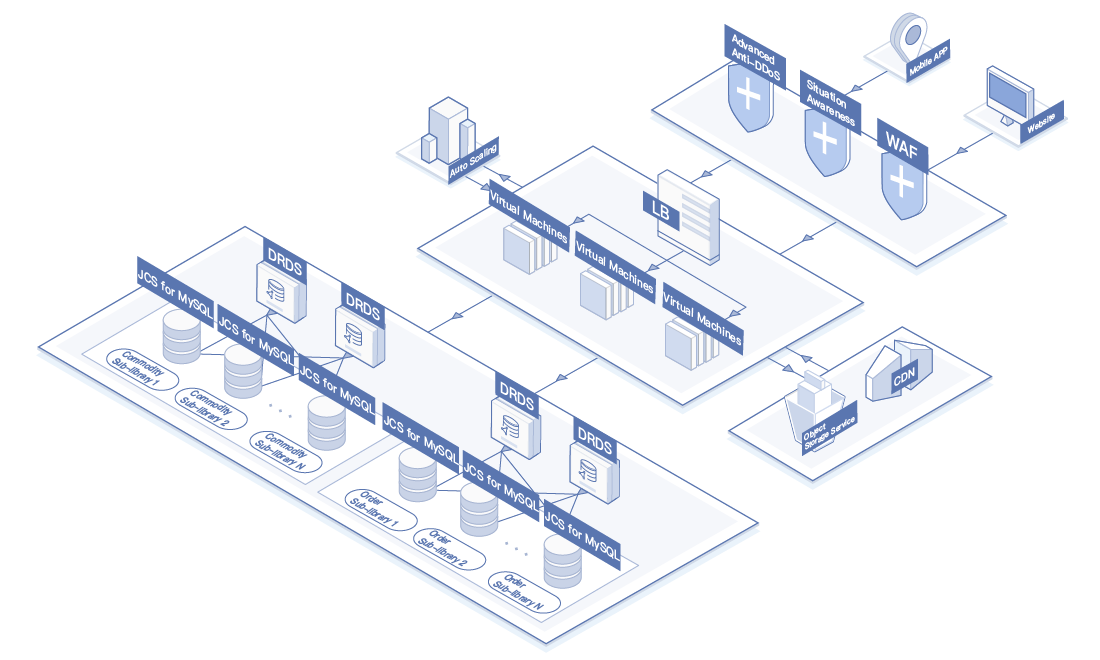 Mobile APP
Website
Advanced
Anti-DDoS
Situation
Awareness
WAF
Auto Scaling
LB
Virtual Machines
Virtual Machines
Virtual Machines
CDN
Object
Storage Service
DRDS
DRDS
JCS for MySQL
JCS for MySQL
JCS for MySQL
Commodity
Sub-library 1
Commodity
Sub-library 2
Commodity
Sub-library N
DRDS
DRDS
JCS for MySQL
JCS for MySQL
JCS for MySQL
Order
Sub-library 1
Order
Sub-library 2
Order
Sub-library N